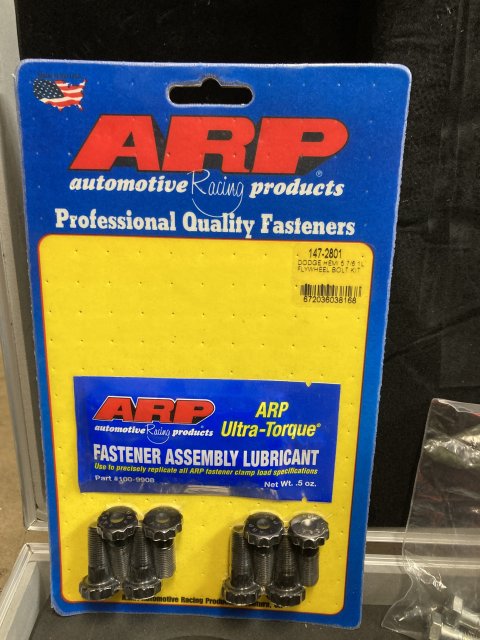 ARP
automotive Racing products
Professional Quality Fasteners
147-2801
DODGE HEMI 5.7/6.1L
FLYWHEEL BOLT KIT
672036038168
ARP
automotive Racing products
ARP
Ultra-Torque®
FASTENER ASSEMBLY LUBRICANT
Use to precisely replicate all ARP fastener clamp load specifications
Part #100-9908
Net Wt. .5 oz.
Automotive Racing